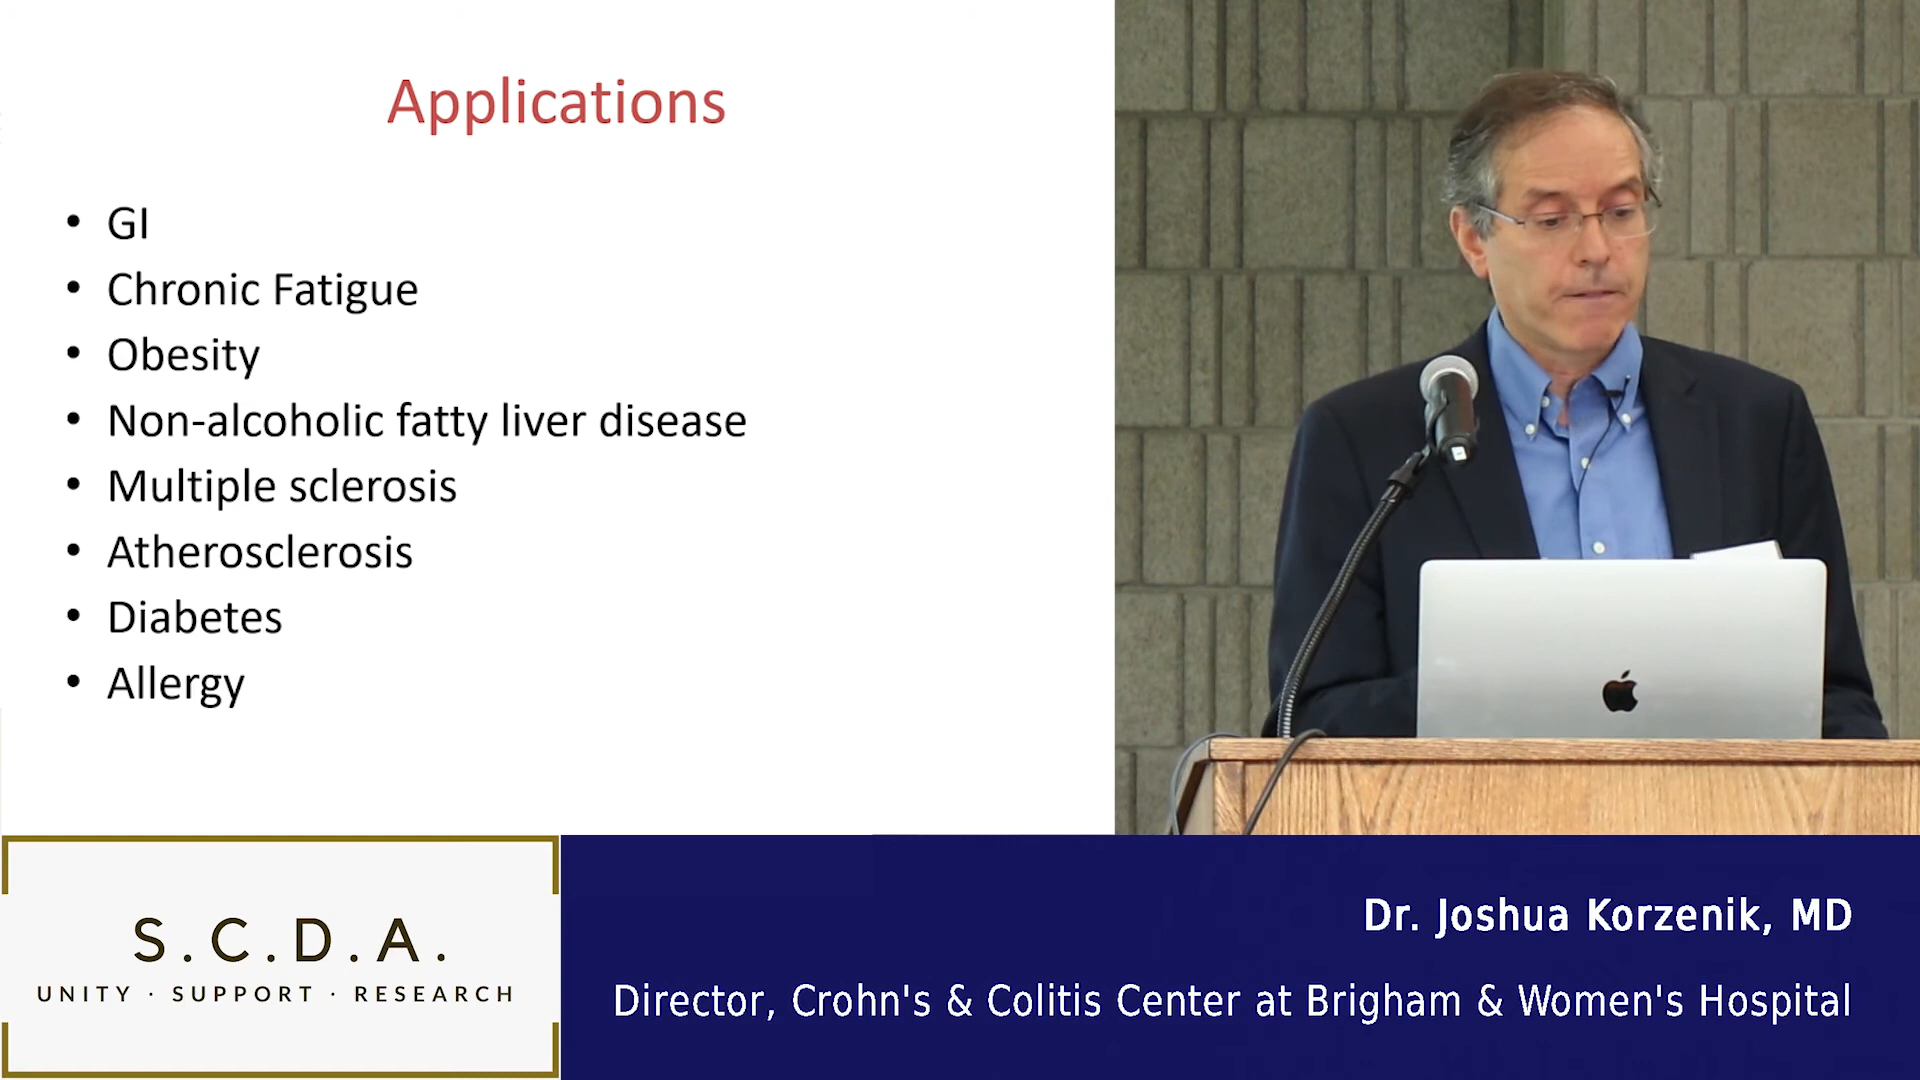 Applications
• GI
• Chronic Fatigue
• Obesity
• Non-alcoholic fatty liver disease
• Multiple sclerosis
• Atherosclerosis
• Diabetes
• Allergy
S.C.D.A.
UNITY · SUPPORT · RESEARCH
Dr. Joshua Korzenik, MD
Director, Crohn's & Colitis Center at Brigham & Women's Hospital